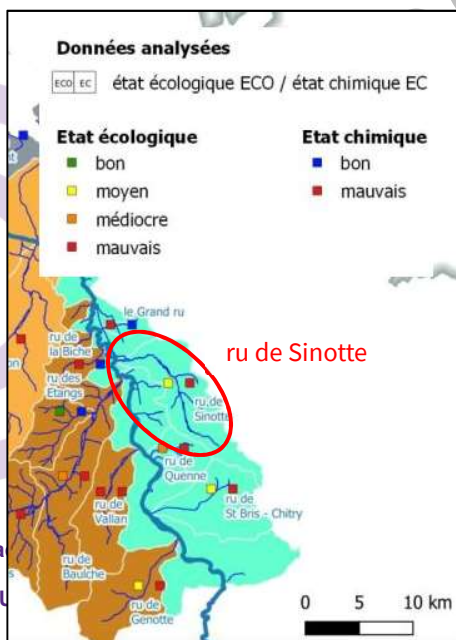 Données analysées
ECO EC état écologique ECO / état chimique EC
Etat écologique
bon
moyen
médiocre
mauvais
Etat chimique
bon
mauvais
le Grand ru
ru de
la Biche
ru des
Etangs
ru de Sinotte
ru de
Sinotte
ru de
Quenne
ru de
Vallan
ru de
St Bris - Chitry
ru de
Baulche
ru de
Genotte
0 5 10 km